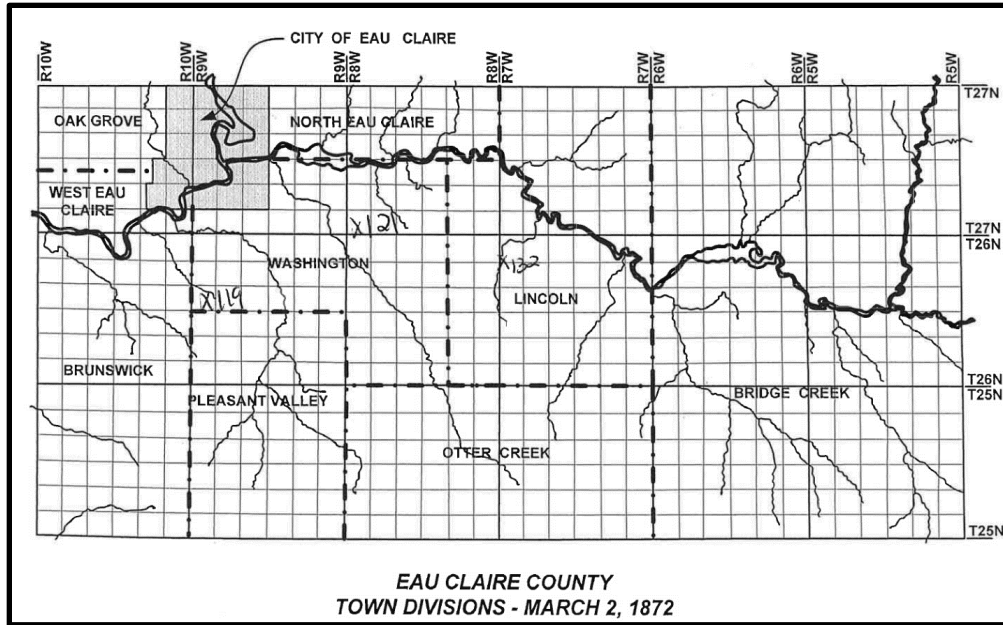 CITY OF EAU CLAIRE
R10W
R10W
R9W
R9W
R8W
R8W
R7W
R7W
R6W
R6W
R5W
R5W
T27N
OAK GROVE
NORTH EAU CLAIRE
WEST EAU
CLAIRE
X121
T27N
T26N
WASHINGTON
X132
LINCOLN
X119
BRUNSWICK
PLEASANT VALLEY
BRIDGE CREEK
T26N
T25N
OTTER CREEK
T25N
EAU CLAIRE COUNTY
TOWN DIVISIONS - MARCH 2, 1872